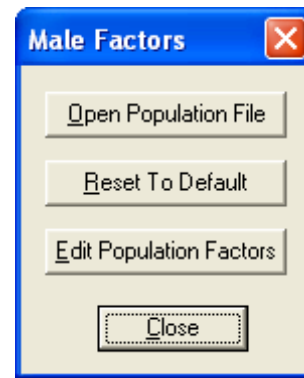 Male Factors
Open Population File
Reset To Default
Edit Population Factors
Close